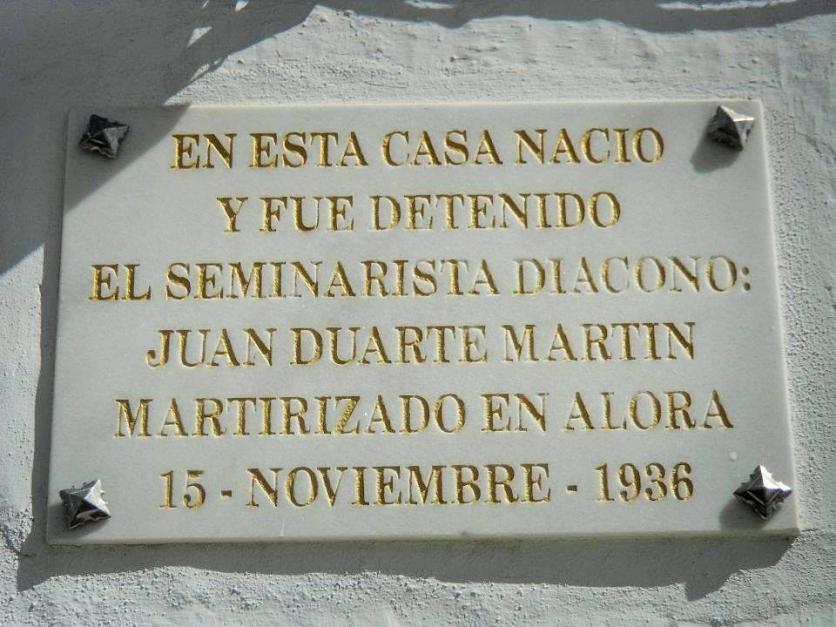 EN ESTA CASA NACIO
Y FUE DETENIDO
EL SEMINARISTA DIACONO:
JUAN DUARTE MARTIN
MARTIRIZADO EN ALORA
15 - NOVIEMBRE - 1936